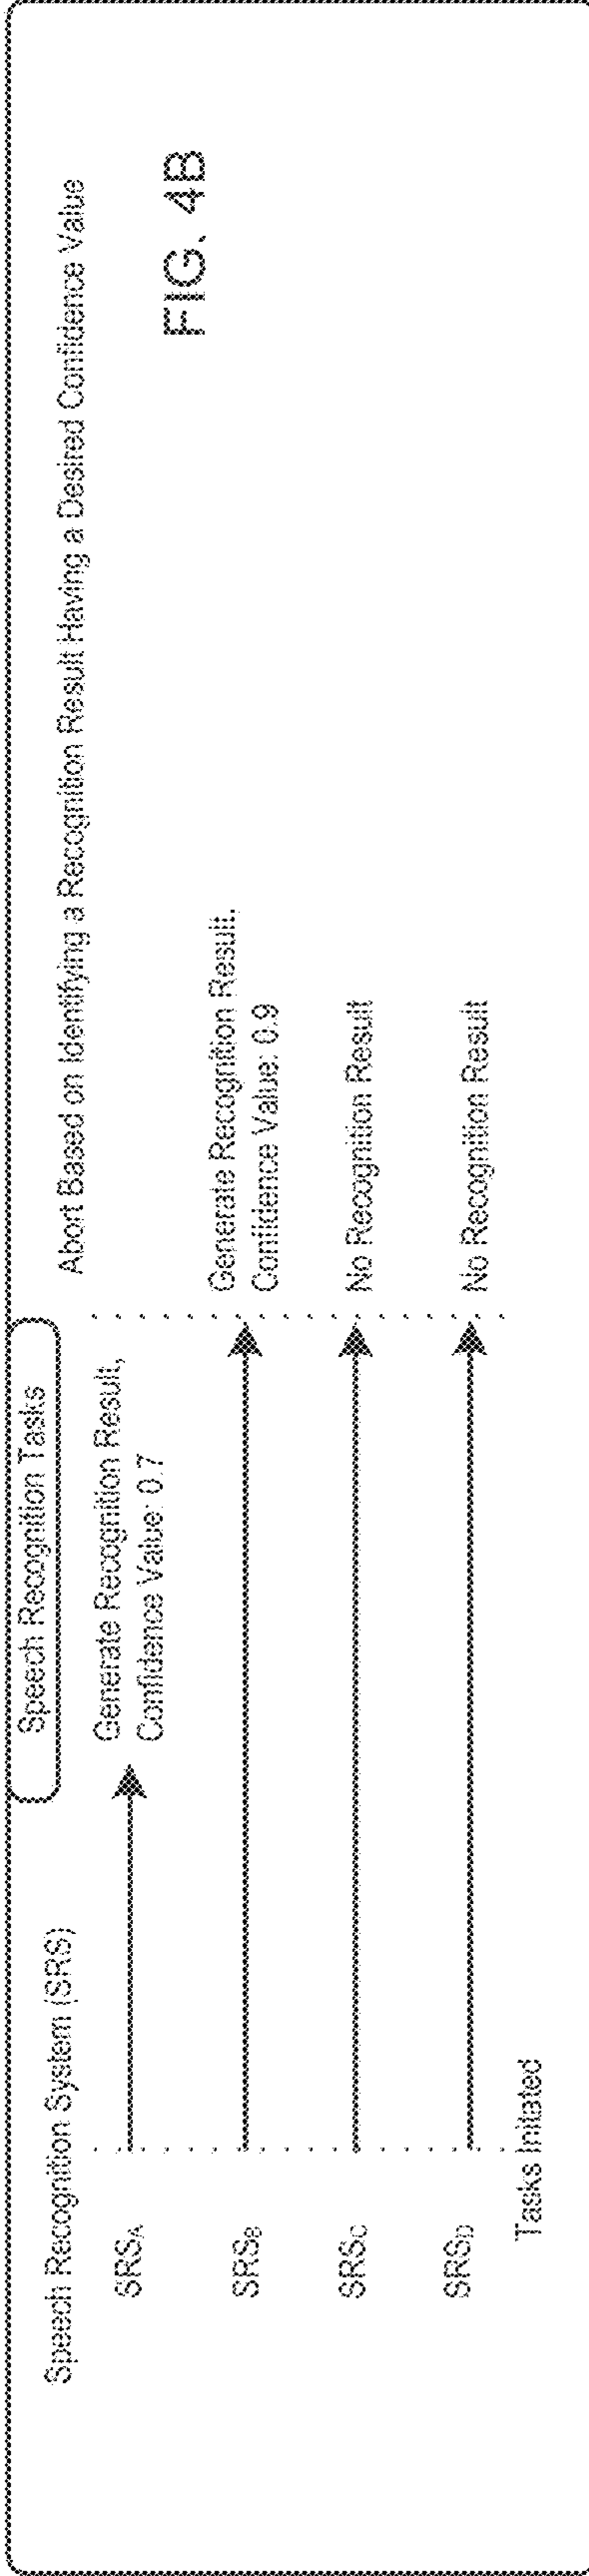 Speech Recognition Tasks
Speech Recognition System (SRS)
Abort Based on Identifying a Recognition Result Having a Desired Confidence Value
SRSA
Generate Recognition Result,
Confidence Value: 0.7
SRSB
Generate Recognition Result,
Confidence Value: 0.9
SRSC
No Recognition Result
SRSD
No Recognition Result
Tasks Initated
FIG. 4B